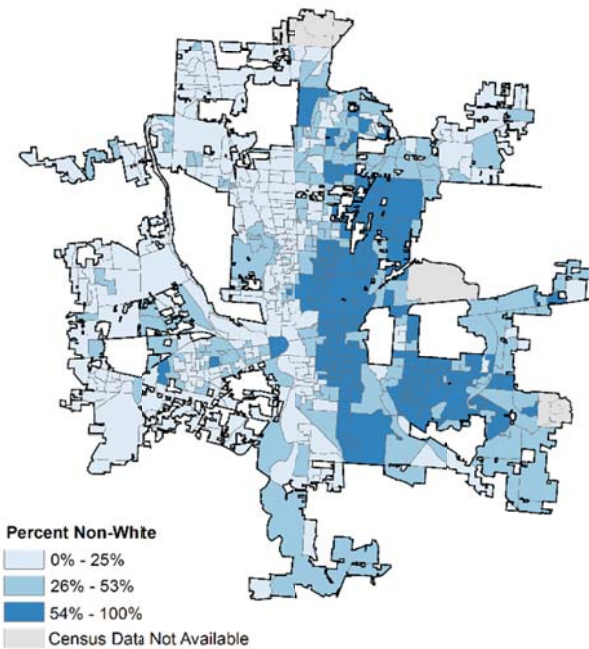 Percent Non-White
0% - 25%
26% - 53%
54% - 100%
Census Data Not Available